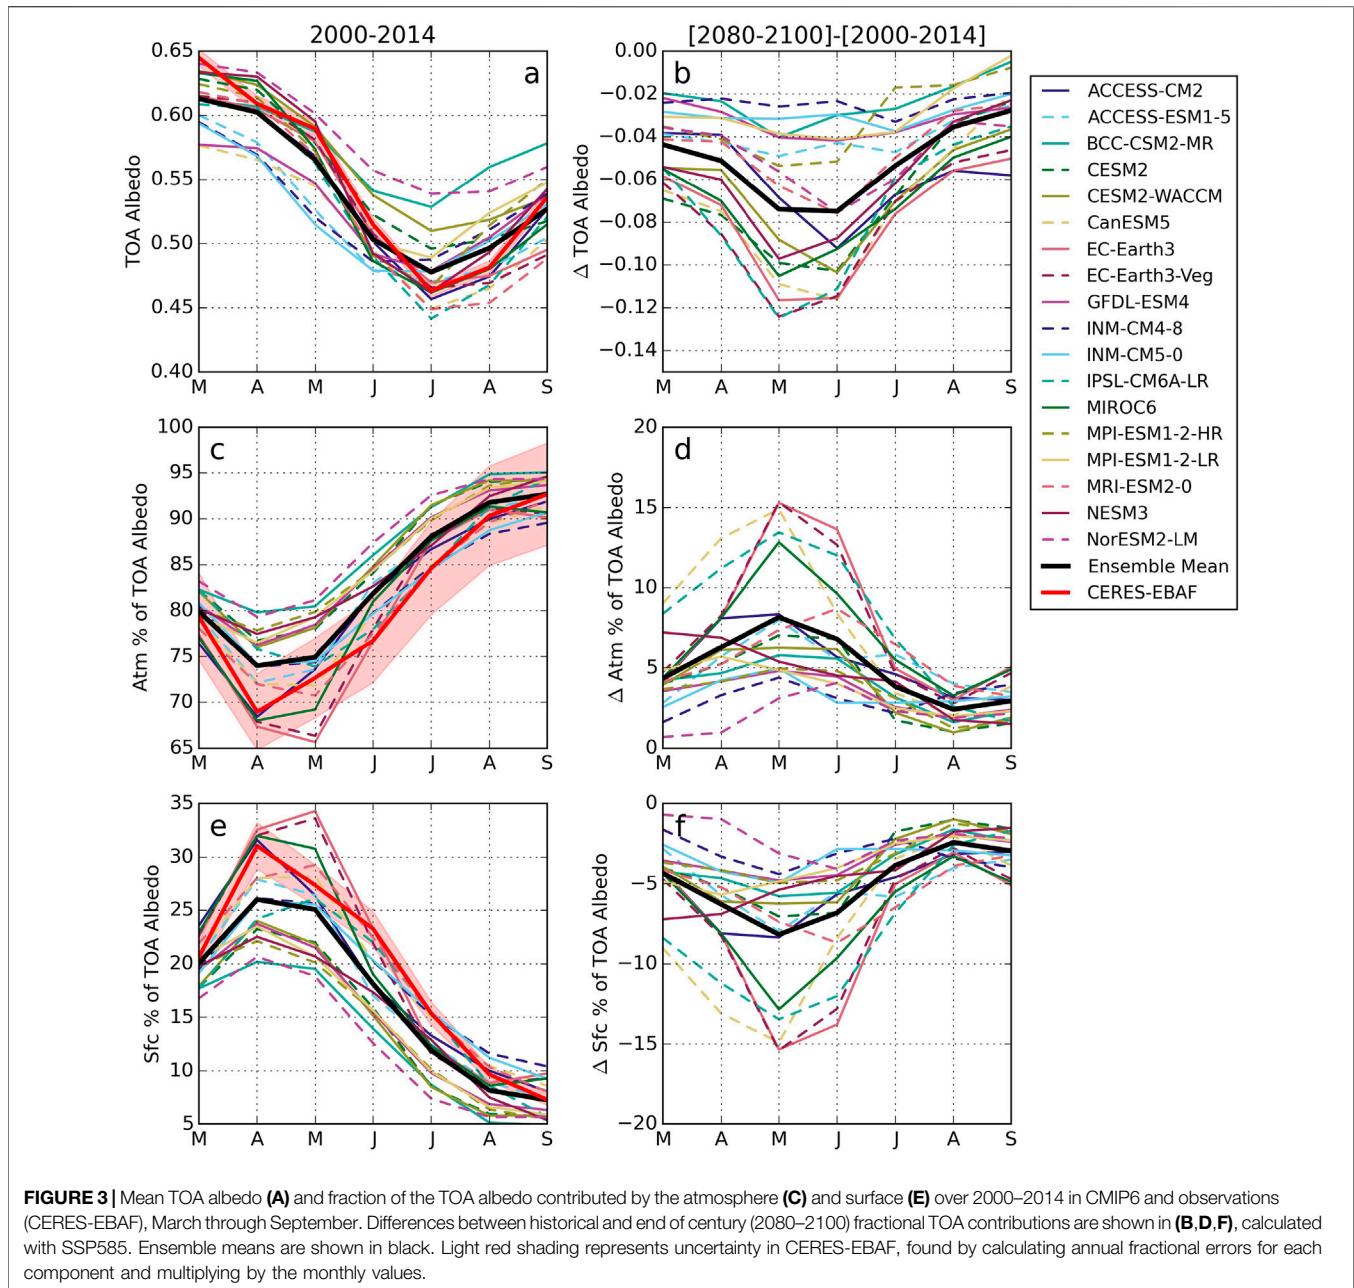 2000-2014
[2080-2100]-[2000-2014]
a
TOA Albedo
0.65
0.60
0.55
0.50
0.45
0.40
M A M J J A S
b
Δ TOA Albedo
0.00
−0.02
−0.04
−0.06
−0.08
−0.10
−0.12
−0.14
M A M J J A S
ACCESS-CM2
ACCESS-ESM1-5
BCC-CSM2-MR
CESM2
CESM2-WACCM
CanESM5
EC-Earth3
EC-Earth3-Veg
GFDL-ESM4
INM-CM4-8
INM-CM5-0
IPSL-CM6A-LR
MIROC6
MPI-ESM1-2-HR
MPI-ESM1-2-LR
MRI-ESM2-0
NESM3
NorESM2-LM
Ensemble Mean
CERES-EBAF
c
Atm % of TOA Albedo
100
95
90
85
80
75
70
65
M A M J J A S
d
Δ Atm % of TOA Albedo
20
15
10
5
0
M A M J J A S
e
Sfc % of TOA Albedo
35
30
25
20
15
10
5
M A M J J A S
f
Δ Sfc % of TOA Albedo
0
−5
−10
−15
−20
M A M J J A S
FIGURE 3 | Mean TOA albedo (A) and fraction of the TOA albedo contributed by the atmosphere (C) and surface (E) over 2000–2014 in CMIP6 and observations
(CERES-EBAF), March through September. Differences between historical and end of century (2080–2100) fractional TOA contributions are shown in (B,D,F), calculated
with SSP585. Ensemble means are shown in black. Light red shading represents uncertainty in CERES-EBAF, found by calculating annual fractional errors for each
component and multiplying by the monthly values.